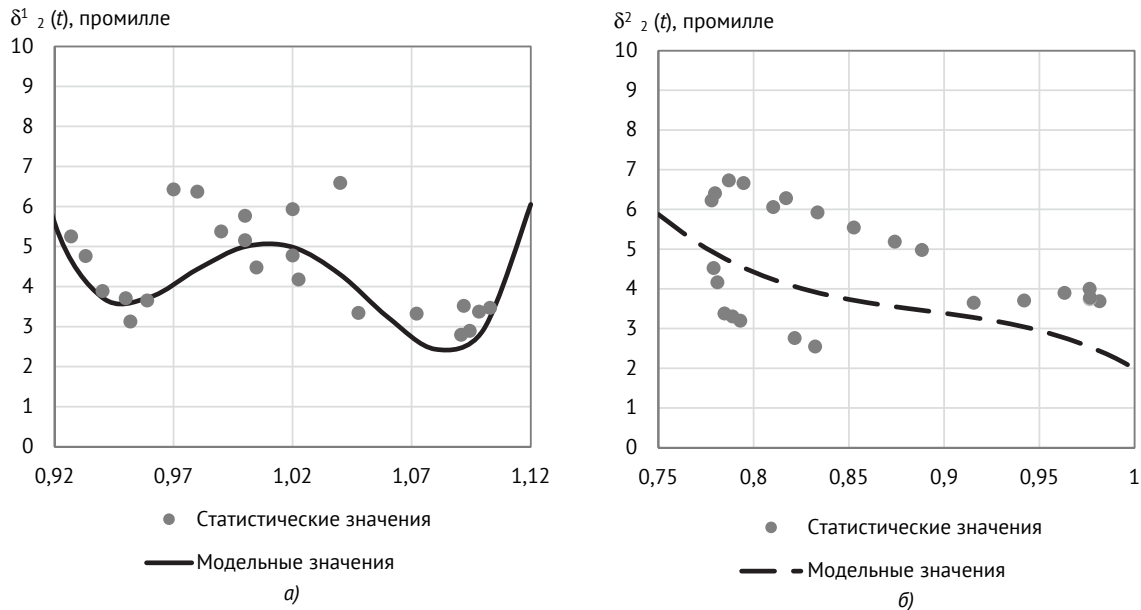 δ¹ ₂ (t), промилле
10
9
8
7
6
5
4
3
2
1
0
0,92 0,97 1,02 1,07 1,12
Статистические значения
Модельные значения
а)
δ² ₂ (t), промилле
10
9
8
7
6
5
4
3
2
1
0
0,75 0,8 0,85 0,9 0,95 1
Статистические значения
Модельные значения
б)